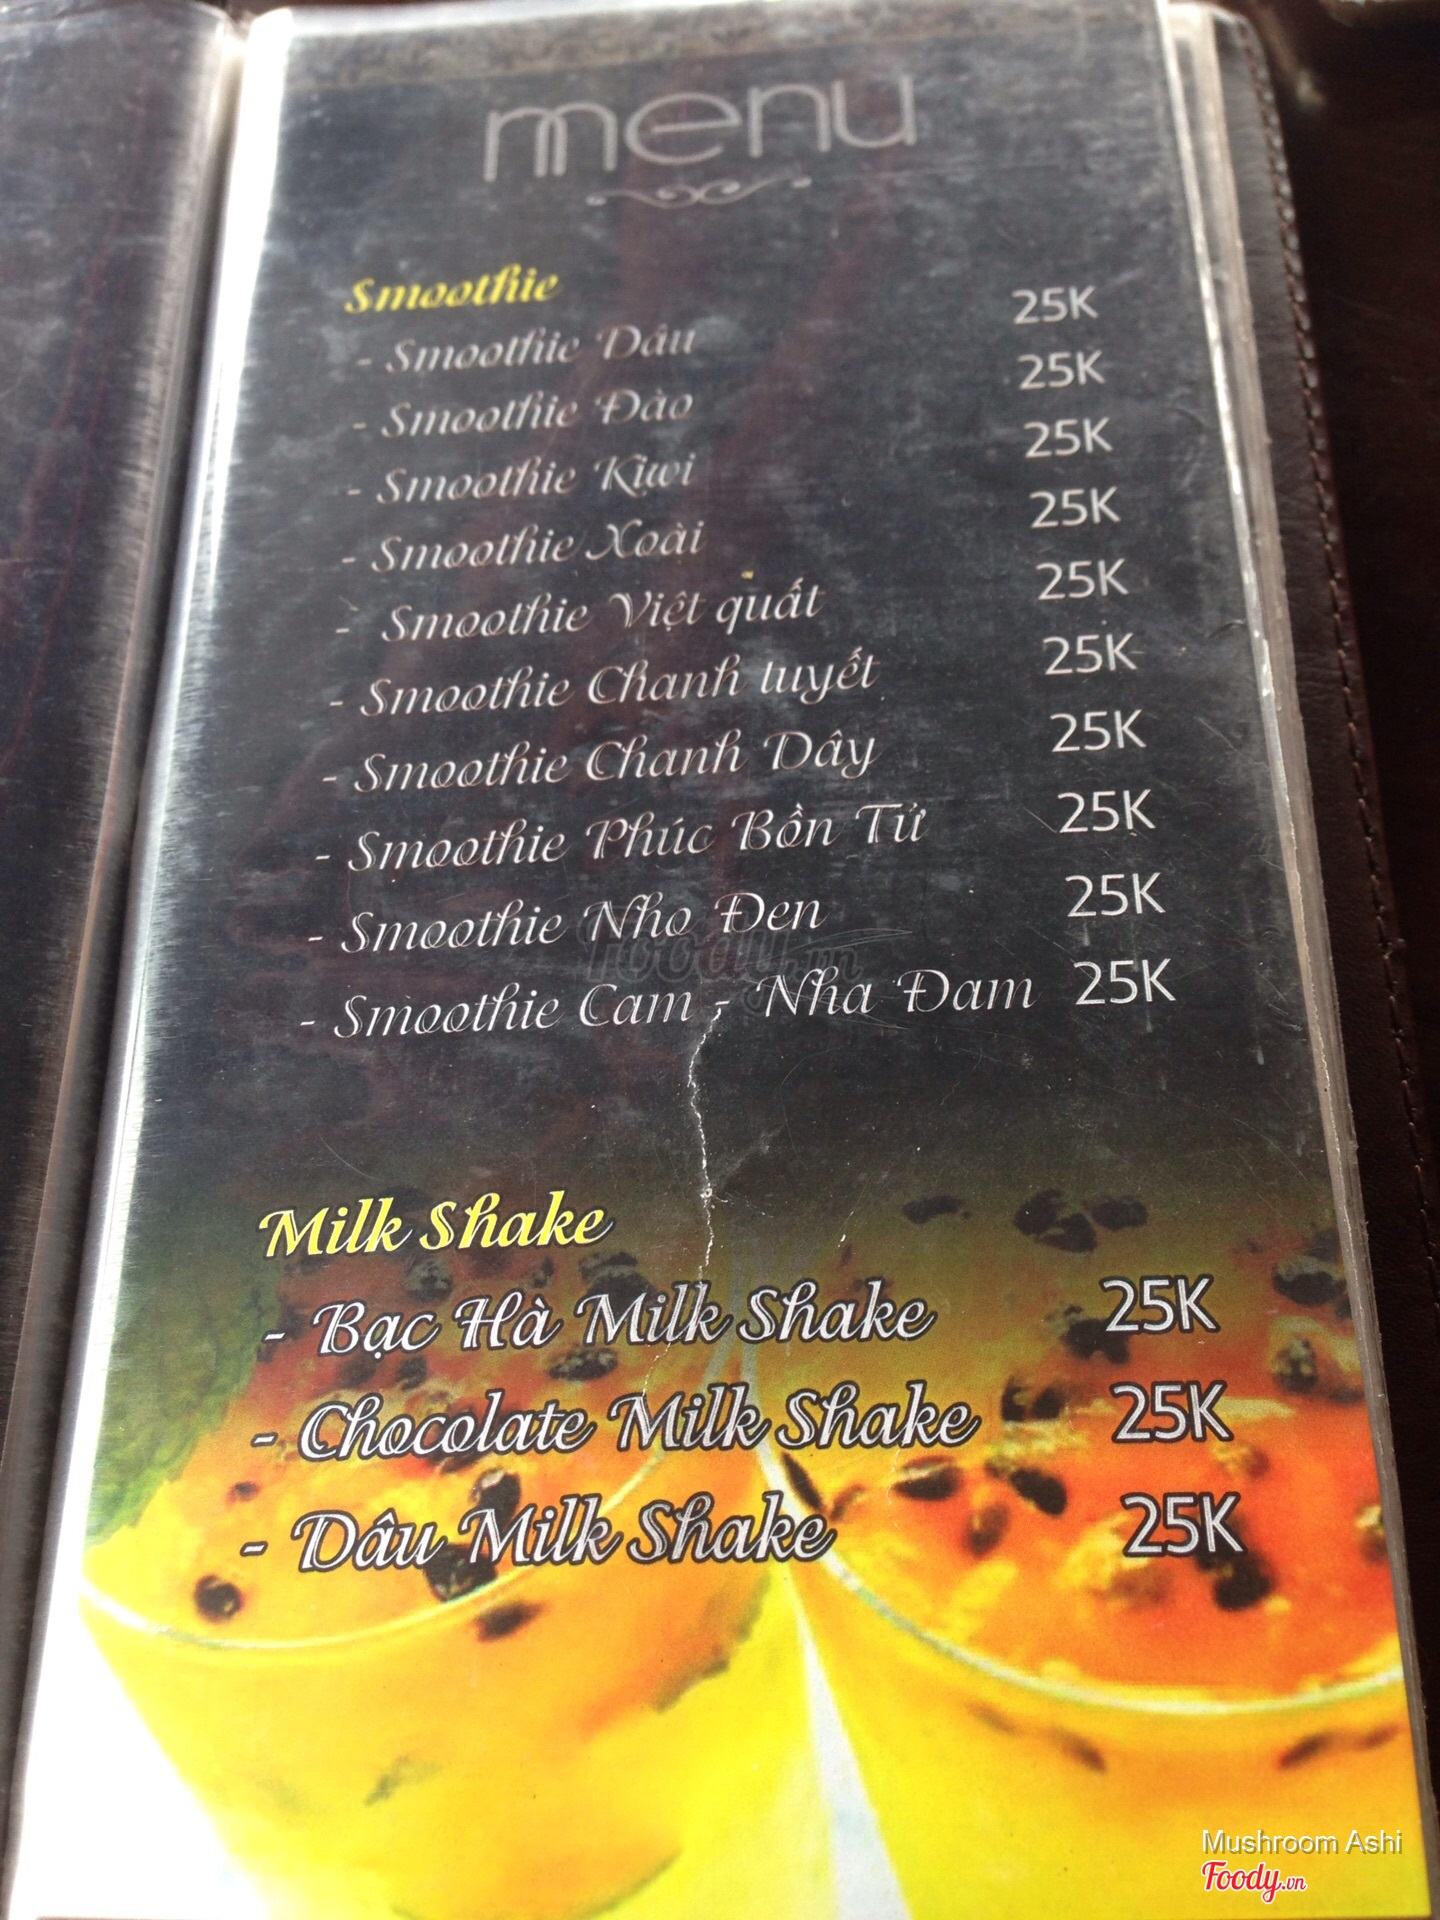 menu
Smoothie
- Smoothie Dâu 25K
- Smoothie Đào 25K
- Smoothie Kiwi 25K
- Smoothie Xoài 25K
- Smoothie Việt quất 25K
- Smoothie Chanh tuyết 25K
- Smoothie Chanh Dây 25K
- Smoothie Phúc Bồn Tử 25K
- Smoothie Nho Đen 25K
- Smoothie Cam - Nha Đam 25K
Foody.vn
Milk Shake
- Bạc Hà Milk Shake 25K
- Chocolate Milk Shake 25K
- Dâu Milk Shake 25K
Mushroom Ashi
Foody.vn